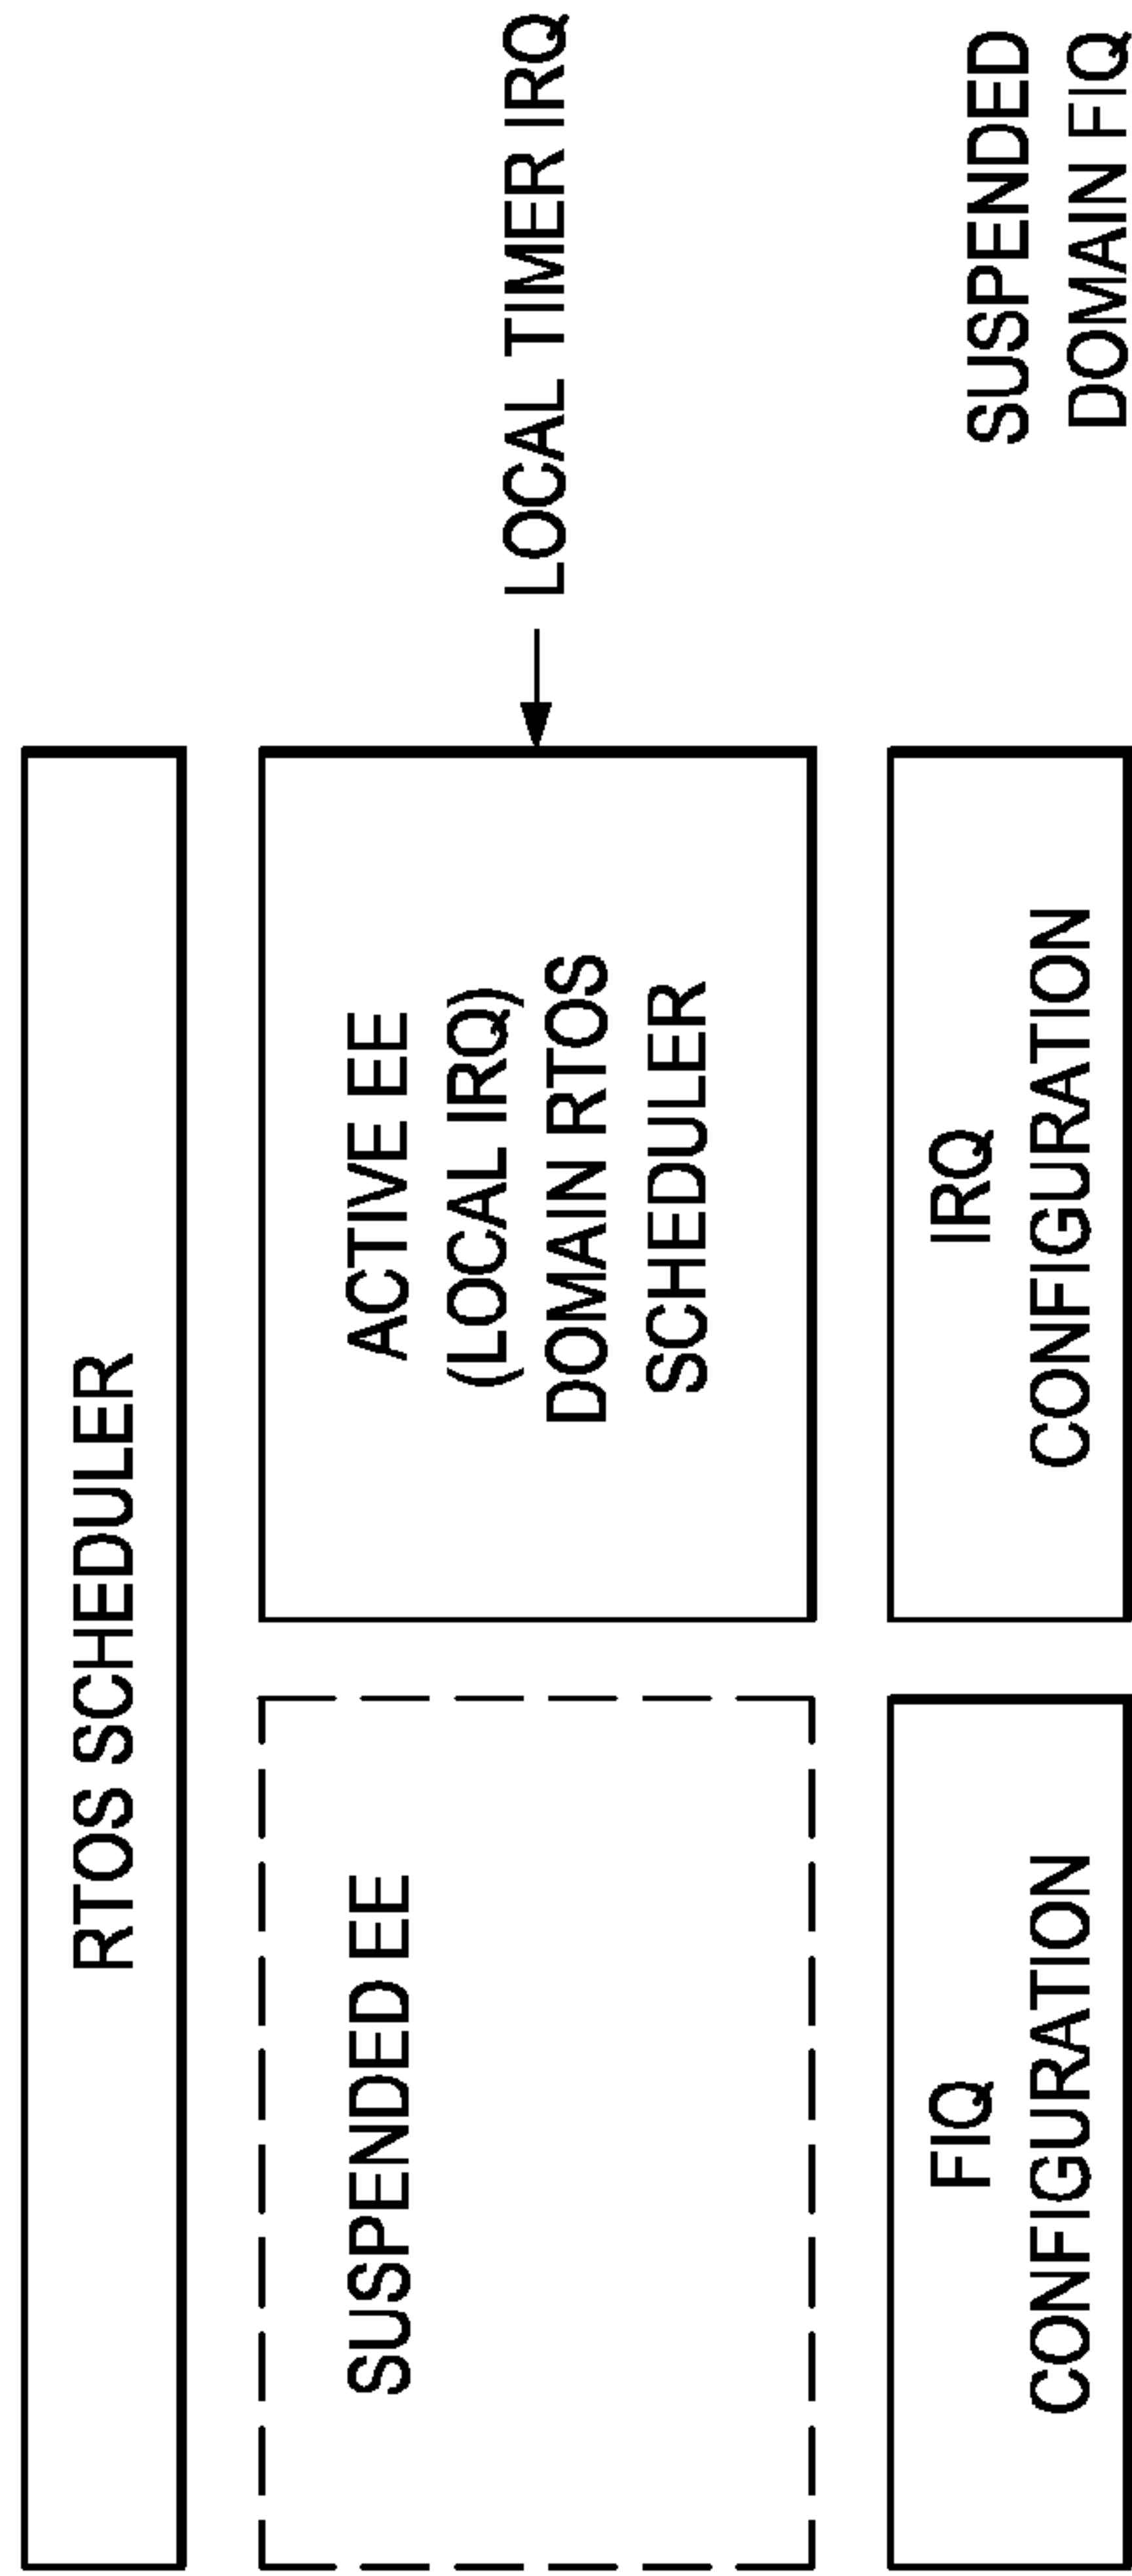 RTOS SCHEDULER
SUSPENDED EE
ACTIVE EE
(LOCAL IRQ)
DOMAIN RTOS
SCHEDULER
LOCAL TIMER IRQ
FIQ
CONFIGURATION
IRQ
CONFIGURATION
SUSPENDED
DOMAIN FIQ